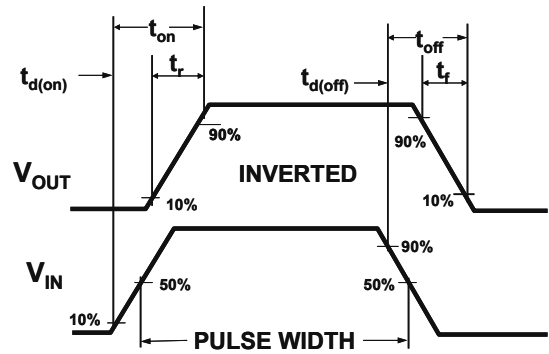 t_on
t_off
t_d(on)
t_r
t_d(off)
t_f
90%
90%
V_OUT
INVERTED
10%
10%
90%
V_IN
50%
50%
10%
PULSE WIDTH